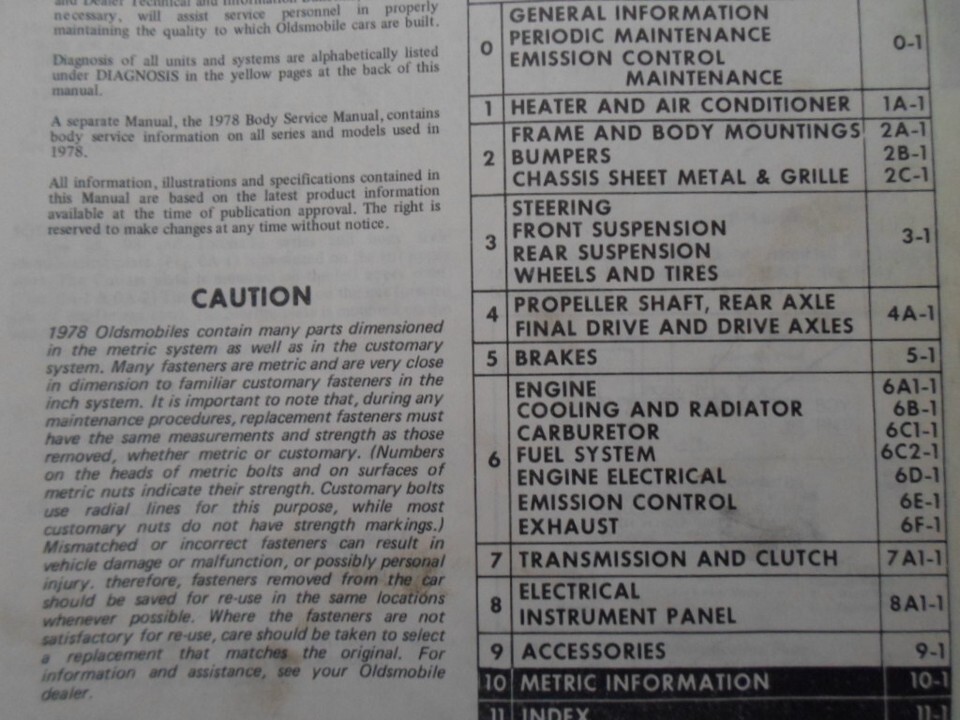 and Dealer Technical and Information
necessary, will assist service personnel in properly
maintaining the quality to which Oldsmobile cars are built.
Diagnosis of all units and systems are alphabetically listed
under DIAGNOSIS in the yellow pages at the back of this
manual.
A separate Manual, the 1978 Body Service Manual, contains
body service information on all series and models used in
1978.
All information, illustrations and specifications contained in
this Manual are based on the latest product information
available at the time of publication approval. The right is
reserved to make changes at any time without notice.
CAUTION
1978 Oldsmobiles contain many parts dimensioned
in the metric system as well as in the customary
system. Many fasteners are metric and are very close
in dimension to familiar customary fasteners in the
inch system. It is important to note that, during any
maintenance procedures, replacement fasteners must
have the same measurements and strength as those
removed, whether metric or customary. (Numbers
on the heads of metric bolts and on surfaces of
metric nuts indicate their strength. Customary bolts
use radial lines for this purpose, while most
customary nuts do not have strength markings.)
Mismatched or incorrect fasteners can result in
vehicle damage or malfunction, or possibly personal
injury. therefore, fasteners removed from the car
should be saved for re-use in the same locations
whenever possible. Where the fasteners are not
satisfactory for re-use, care should be taken to select
a replacement that matches the original. For
information and assistance, see your Oldsmobile
dealer.
0 GENERAL INFORMATION 0-1
PERIODIC MAINTENANCE
EMISSION CONTROL
MAINTENANCE
1 HEATER AND AIR CONDITIONER 1A-1
2 FRAME AND BODY MOUNTINGS 2A-1
BUMPERS 2B-1
CHASSIS SHEET METAL & GRILLE 2C-1
3 STEERING 3-1
FRONT SUSPENSION
REAR SUSPENSION
WHEELS AND TIRES
4 PROPELLER SHAFT, REAR AXLE 4A-1
FINAL DRIVE AND DRIVE AXLES
5 BRAKES 5-1
6 ENGINE 6A1-1
COOLING AND RADIATOR 6B-1
CARBURETOR 6C1-1
FUEL SYSTEM 6C2-1
ENGINE ELECTRICAL 6D-1
EMISSION CONTROL 6E-1
EXHAUST 6F-1
7 TRANSMISSION AND CLUTCH 7A1-1
8 ELECTRICAL 8A1-1
INSTRUMENT PANEL
9 ACCESSORIES 9-1
10 METRIC INFORMATION 10-1
11 INDEX 11-1